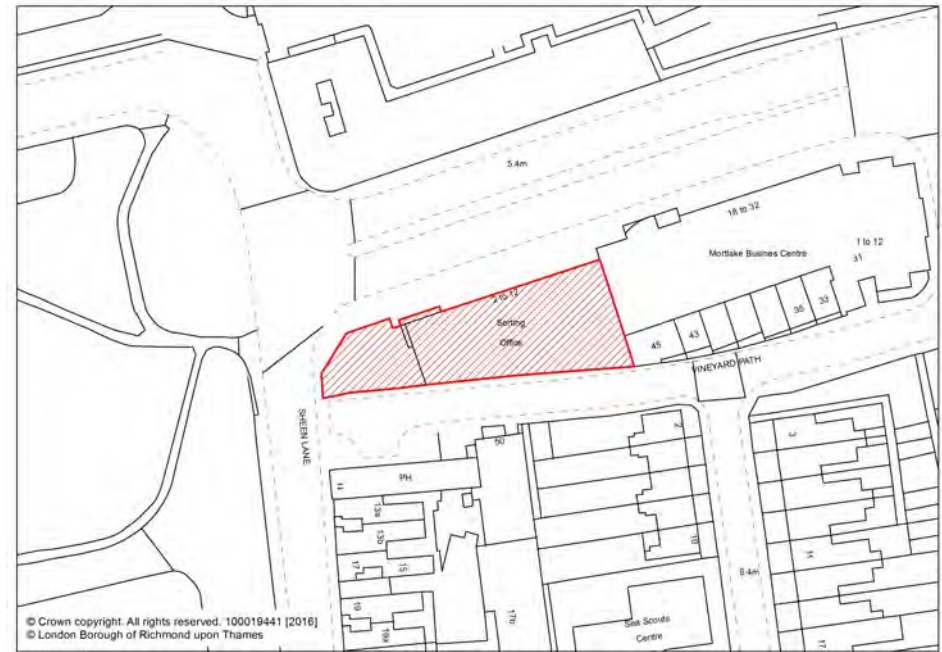 5.4m
18 to 32
Mortlake Busines Centre
1 to 12
31
2 to 12
Sorting
Office
45
43
35
33
VINEYARD PATH
SHEEN LANE
50
2
3
PH
11
13a
13b
15
17
10
11
6.4m
19
19a
17b
Sea Scouts
Centre
17
© Crown copyright. All rights reserved. 100019441 [2016]
© London Borough of Richmond upon Thames